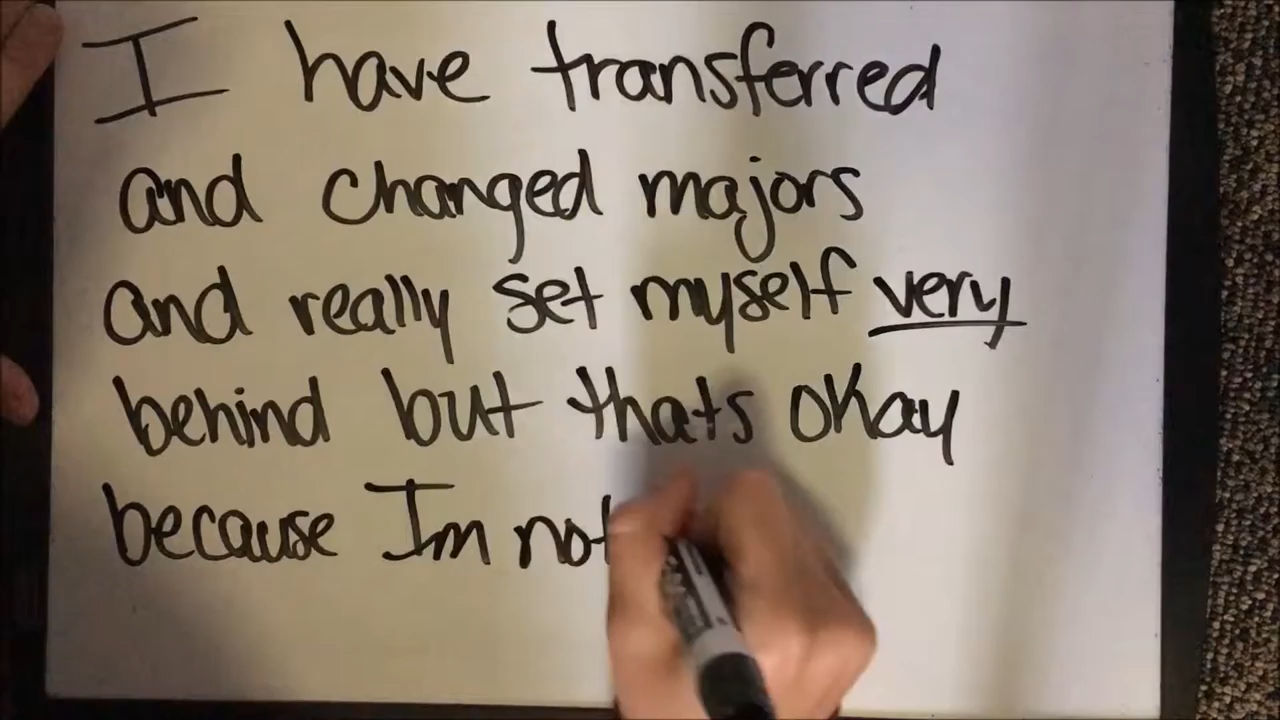 I have transferred
and changed majors
and really set myself very
behind but thats okay
because Im not